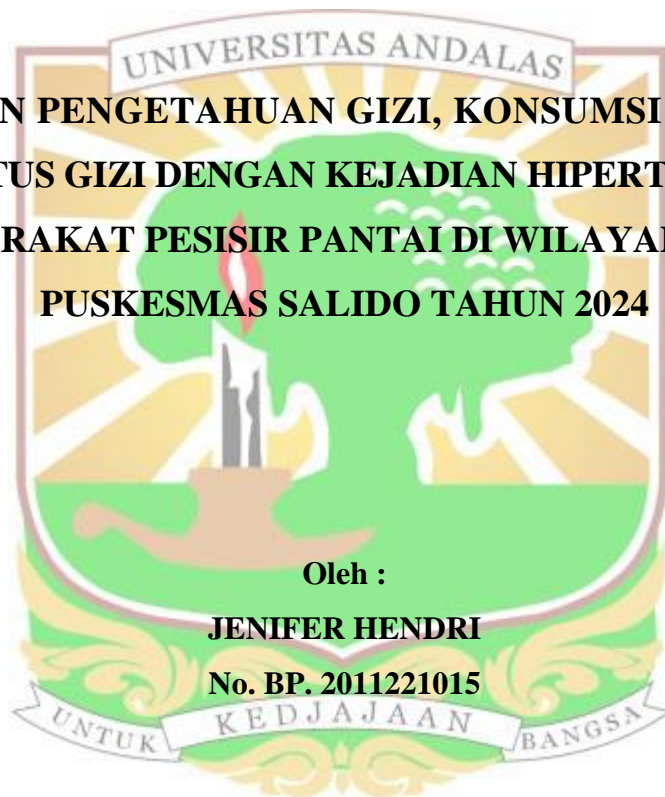 UNIVERSITAS ANDALAS
N PENGETAHUAN GIZI, KONSUMSI
TUS GIZI DENGAN KEJADIAN HIPERT
RAKAT PESISIR PANTAI DI WILAYA
PUSKESMAS SALIDO TAHUN 2024
Oleh :
JENIFER HENDRI
No. BP. 2011221015
UNTUK KEDJAJAAN BANGSA